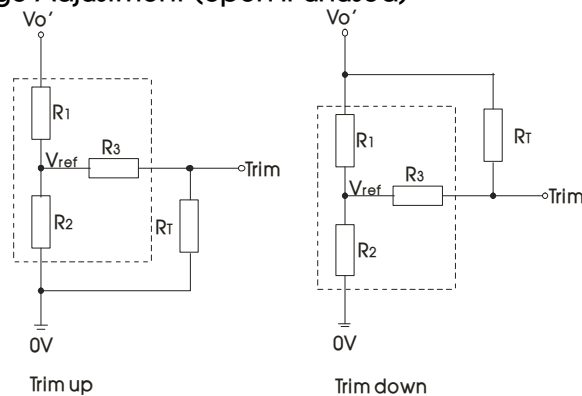 Vo'
R1
Vref
R3
Trim
R2
RT
0V
Trim up
Vo'
R1
RT
Vref
R3
Trim
R2
0V
Trim down